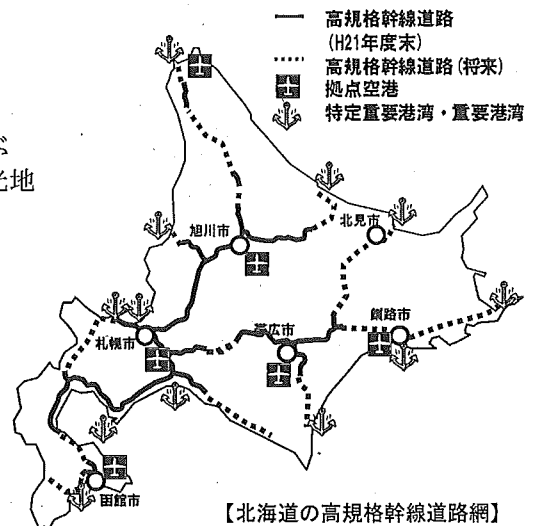 高規格幹線道路
(H21年度末)
高規格幹線道路(将来)
拠点空港
特定重要港湾・重要港湾
光地
旭川市
北見市
釧路市
帯広市
札幌市
函館市
【北海道の高規格幹線道路網】